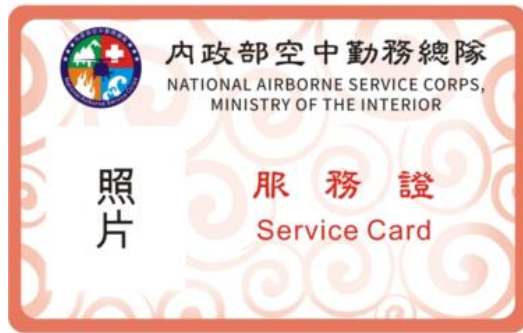 內政部空中勤務總隊
NATIONAL AIRBORNE SERVICE CORPS,
MINISTRY OF THE INTERIOR
照片
服務證
Service Card